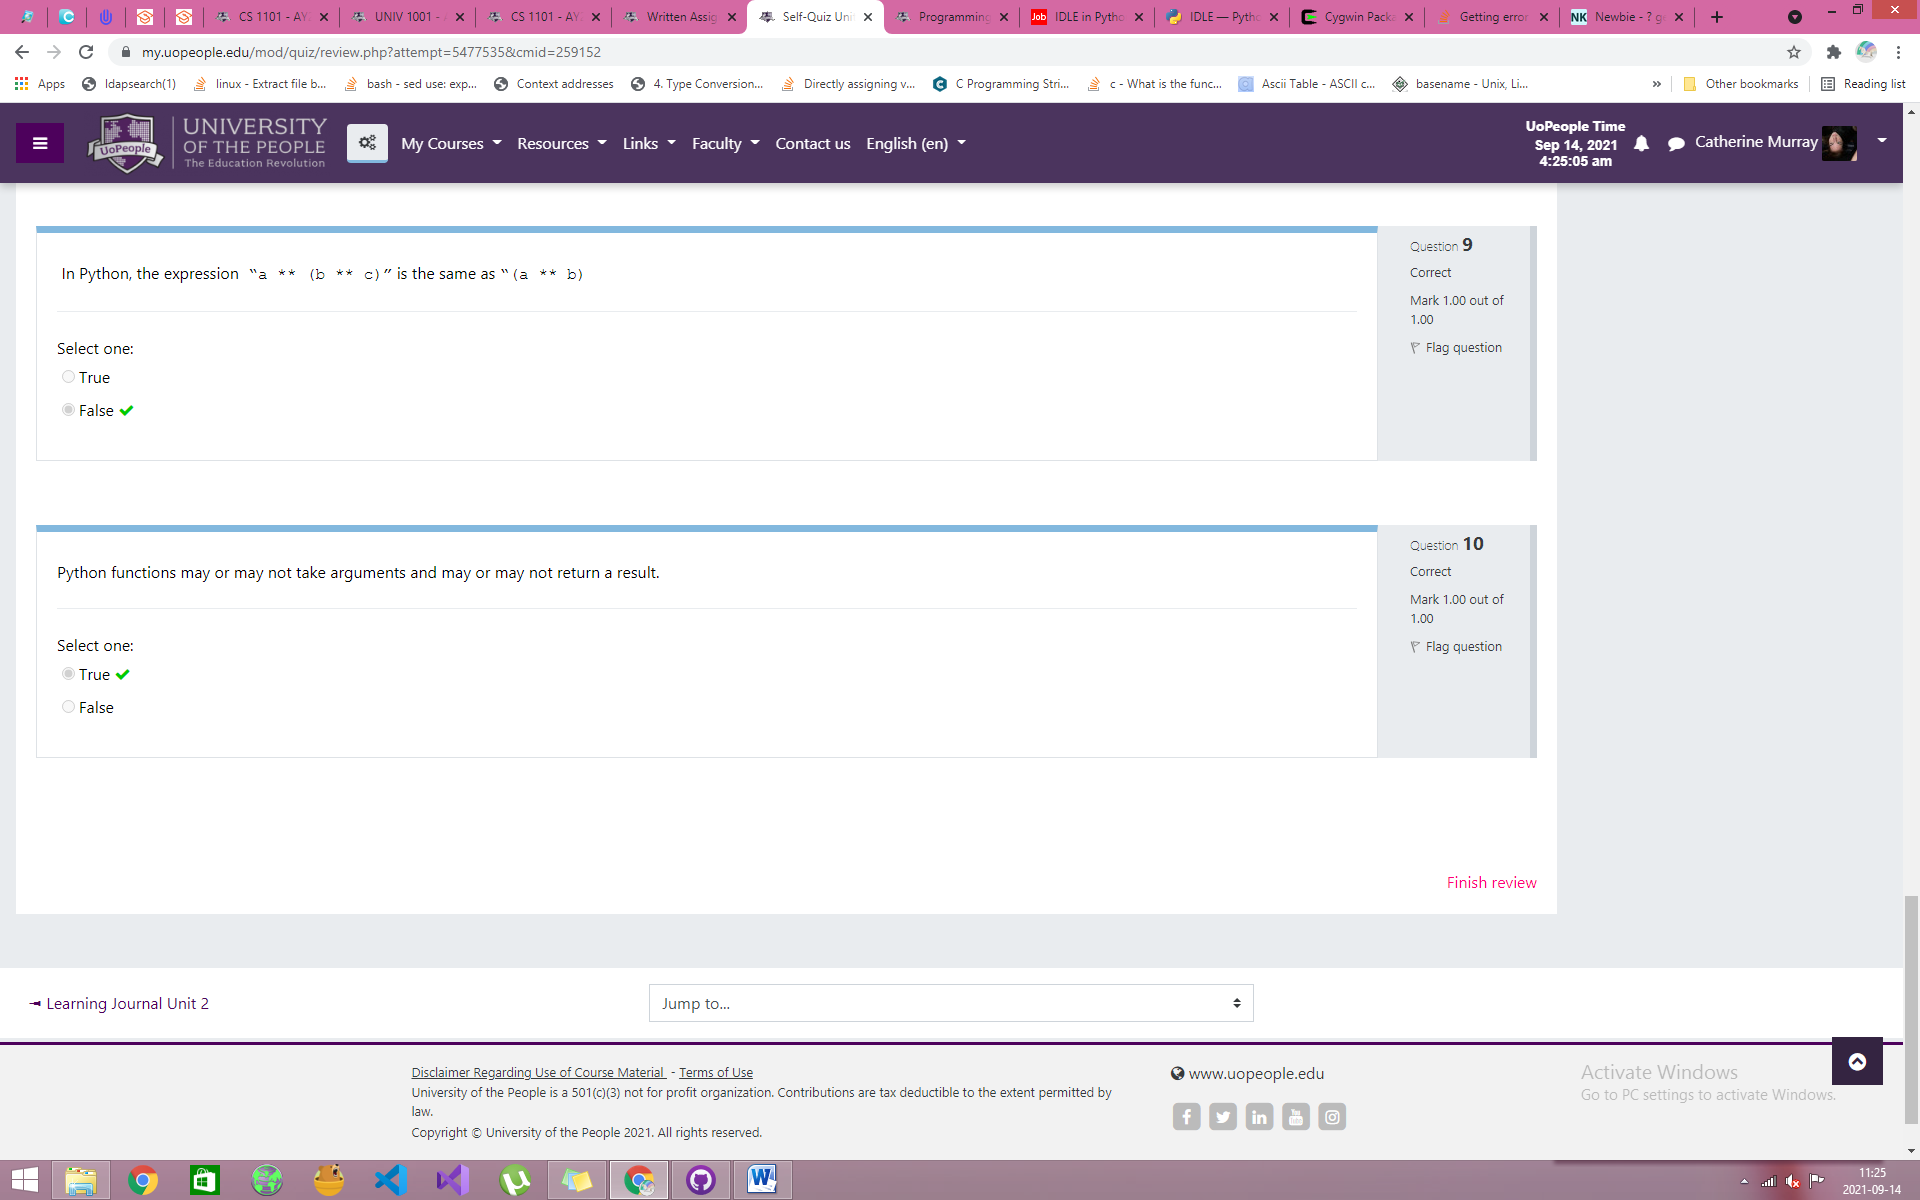 CS 1101 - AY
UNIV 1001 -
CS 1101 - AY
Written Assig
Self-Quiz Uni
Programming
Job
IDLE in Pytho
IDLE — Pytho
Cygwin Packa
Getting error
NK
Newbie - ? g
my.uopeople.edu/mod/quiz/review.php?attempt=5477535&cmid=259152
Apps
ldapsearch(1)
linux - Extract file b...
bash - sed use: exp...
Context addresses
4. Type Conversion...
Directly assigning v...
C Programming Stri...
c - What is the func...
Ascii Table - ASCII c...
basename - Unix, Li...
»
Other bookmarks
Reading list
UoPeople
UNIVERSITY
OF THE PEOPLE
The Education Revolution
My Courses
Resources
Links
Faculty
Contact us
English (en)
UoPeople Time
Sep 14, 2021
4:25:05 am
Catherine Murray
In Python, the expression “a ** (b ** c)” is the same as “(a ** b)
Select one:
True
False
Question 9
Correct
Mark 1.00 out of
1.00
Flag question
Python functions may or may not take arguments and may or may not return a result.
Select one:
True
False
Question 10
Correct
Mark 1.00 out of
1.00
Flag question
Finish review
Learning Journal Unit 2
Jump to...
Disclaimer Regarding Use of Course Material - Terms of Use
University of the People is a 501(c)(3) not for profit organization. Contributions are tax deductible to the extent permitted by
law.
Copyright © University of the People 2021. All rights reserved.
www.uopeople.edu
Activate Windows
Go to PC settings to activate Windows.
11:25
2021-09-14